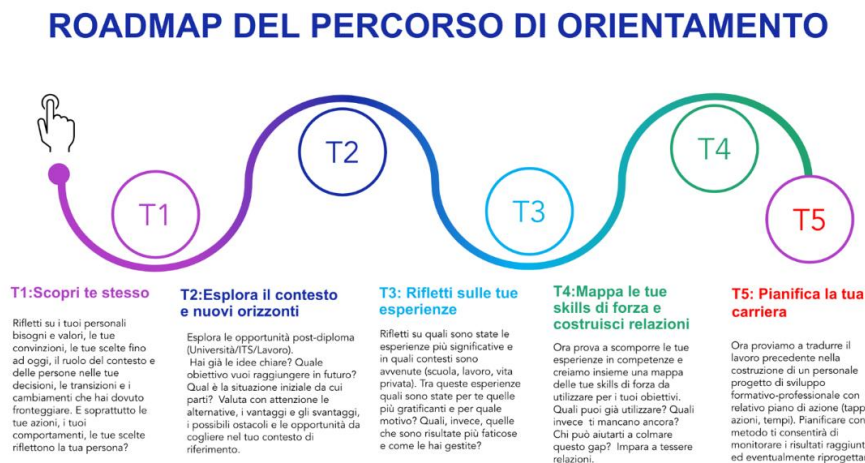 ROADMAP DEL PERCORSO DI ORIENTAMENTO
T1
T2
T3
T4
T5
T1:Scopri te stesso
Rifletti su i tuoi personali
bisogni e valori, le tue
convinzioni, le tue scelte fino
ad oggi, il ruolo del contesto e
delle persone nelle tue
decisioni, le transizioni e i
cambiamenti che hai dovuto
fronteggiare. E soprattutto le
tue azioni, i tuoi
comportamenti, le tue scelte
riflettono la tua persona?
T2:Esplora il contesto
e nuovi orizzonti
Esplora le opportunità post-diploma
(Università/ITS/Lavoro).
Hai già le idee chiare? Quale
obiettivo vuoi raggiungere in futuro?
Qual è la situazione iniziale da cui
parti? Valuta con attenzione le
alternative, i vantaggi e gli svantaggi,
i possibili ostacoli e le opportunità da
cogliere nel tuo contesto di
riferimento.
T3: Rifletti sulle tue
esperienze
Rifletti su quali sono state le
esperienze più significative e
in quali contesti sono
avvenute (scuola, lavoro, vita
privata). Tra queste esperienze
quali sono state per te quelle
più gratificanti e per quale
motivo? Quali, invece, quelle
che sono risultate più faticose
e come le hai gestite?
T4:Mappa le tue
skills di forza e
costruisci relazioni
Ora prova a scomporre le tue
esperienze in competenze e
creiamo insieme una mappa
delle tue skills di forza da
utilizzare per i tuoi obiettivi.
Quali puoi già utilizzare? Quali
invece ti mancano ancora?
Chi può aiutarti a colmare
questo gap? Impara a tessere
relazioni.
T5: Pianifica la tua
carriera
Ora proviamo a tradurre il
lavoro precedente nella
costruzione di un personale
progetto di sviluppo
formativo-professionale con
relativo piano di azione (tapp
azioni, tempi). Pianificare con
metodo ti consentirà di
monitorare i risultati raggiunt
ed eventualmente riprogettar